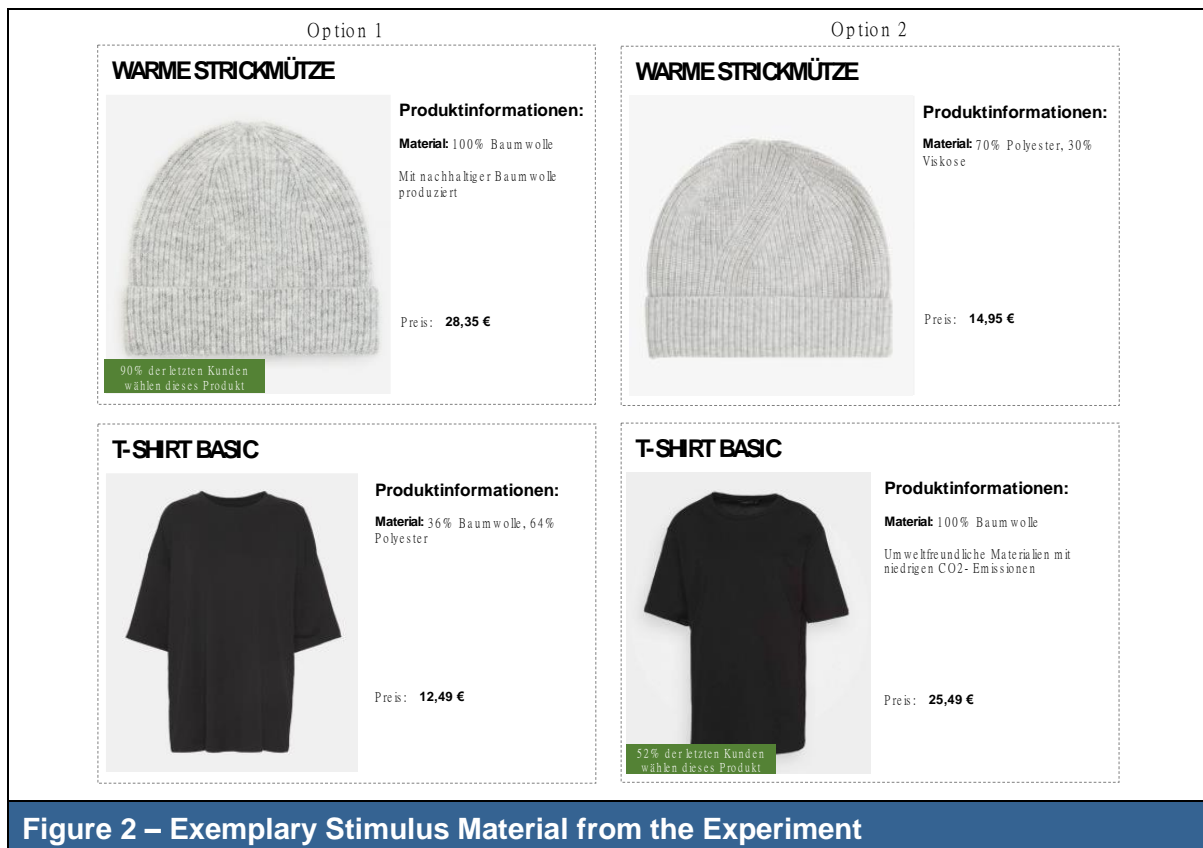 Option 1
Option 2
WARME STRICKMÜTZE
Produktinformationen:
Material: 100% Baumwolle
Mit nachhaltiger Baumwolle
produziert
Preis: 28,35 €
90% der letzten Kunden
wählen dieses Produkt
WARME STRICKMÜTZE
Produktinformationen:
Material: 70% Polyester, 30%
Viskose
Preis: 14,95 €
T-SHIRT BASIC
Produktinformationen:
Material: 36% Baumwolle, 64%
Polyester
Preis: 12,49 €
T-SHIRT BASIC
Produktinformationen:
Material: 100% Baumwolle
Umweltfreundliche Materialien mit
niedrigen CO2- Emissionen
Preis: 25,49 €
52% der letzten Kunden
wählen dieses Produkt
Figure 2 – Exemplary Stimulus Material from the Experiment